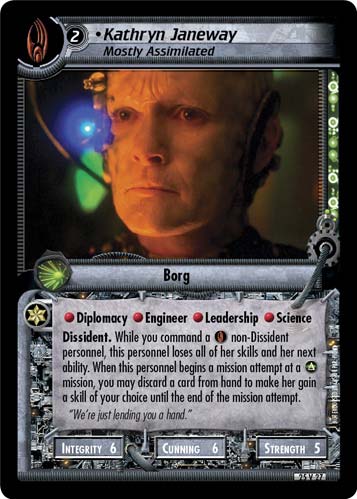 2
•Kathryn Janeway
Mostly Assimilated
Borg
Diplomacy Engineer Leadership Science
Dissident. While you command a non-Dissident
personnel, this personnel loses all of her skills and her next
ability. When this personnel begins a mission attempt at a
mission, you may discard a card from hand to make her gain
a skill of your choice until the end of the mission attempt.
"We're just lending you a hand."
Integrity 6 Cunning 6 Strength 5
25 V 27